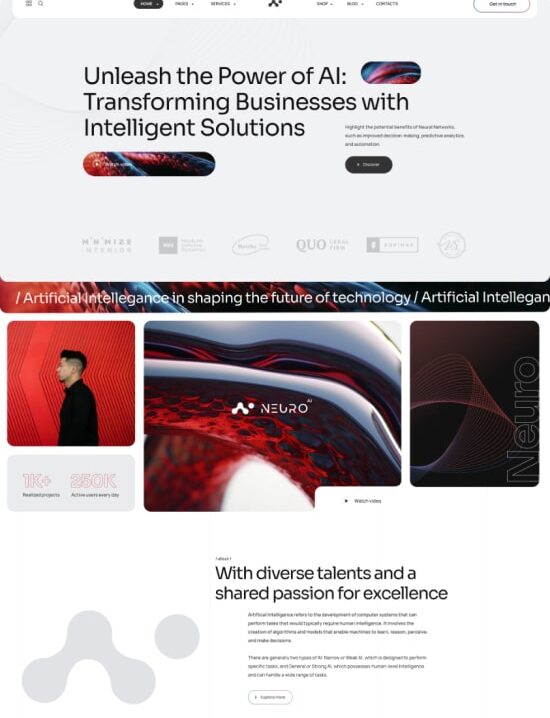 HOME
PAGES
SERVICES
SHOP
BLOG
CONTACTS
Get in touch
Unleash the Power of AI:
Transforming Businesses with
Intelligent Solutions
Highlight the potential benefits of Neural Networks,
such as improved decision-making, predictive analytics,
and automation.
Watch video
Discover
MINIMIZE
INTERIOR
QUO LEGAL
FIRM
/ Artificial Intellegance in shaping the future of technology / Artificial Intellegan
NEURO AI
Neuro
1K+
Realized projects
250K
Active users every day
Watch video
/ about /
With diverse talents and a
shared passion for excellence
Artificial Intelligence refers to the development of computer systems that can
perform tasks that would typically require human intelligence. It involves the
creation of algorithms and models that enable machines to learn, reason, perceive,
and make decisions.
There are generally two types of AI: Narrow or Weak AI, which is designed to perform
specific tasks, and General or Strong AI, which possesses human-level intelligence
and can handle a wide range of tasks.
Explore more